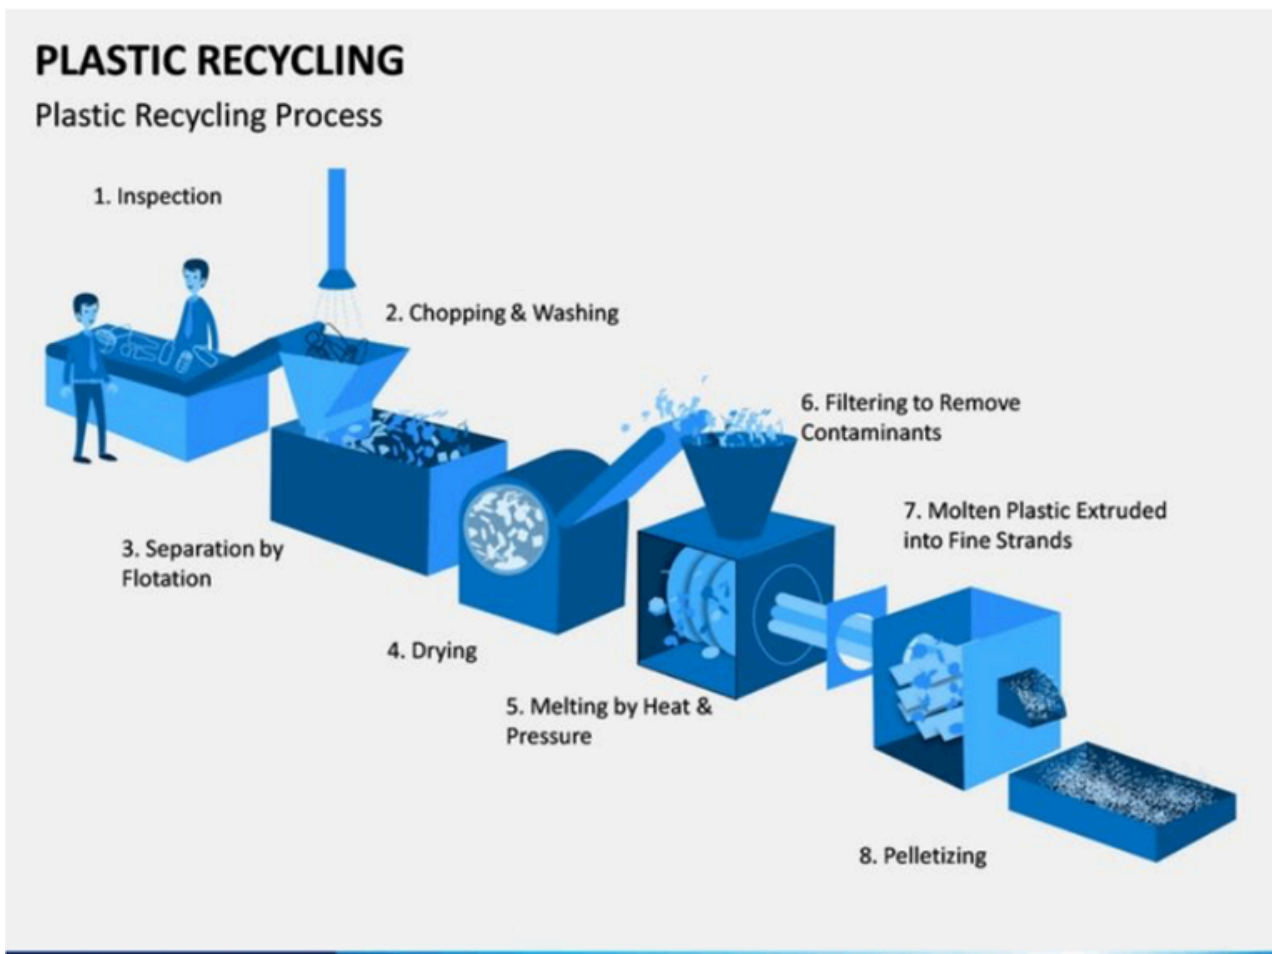 PLASTIC RECYCLING
Plastic Recycling Process
1. Inspection
2. Chopping & Washing
3. Separation by
Flotation
4. Drying
5. Melting by Heat &
Pressure
6. Filtering to Remove
Contaminants
7. Molten Plastic Extruded
into Fine Strands
8. Pelletizing